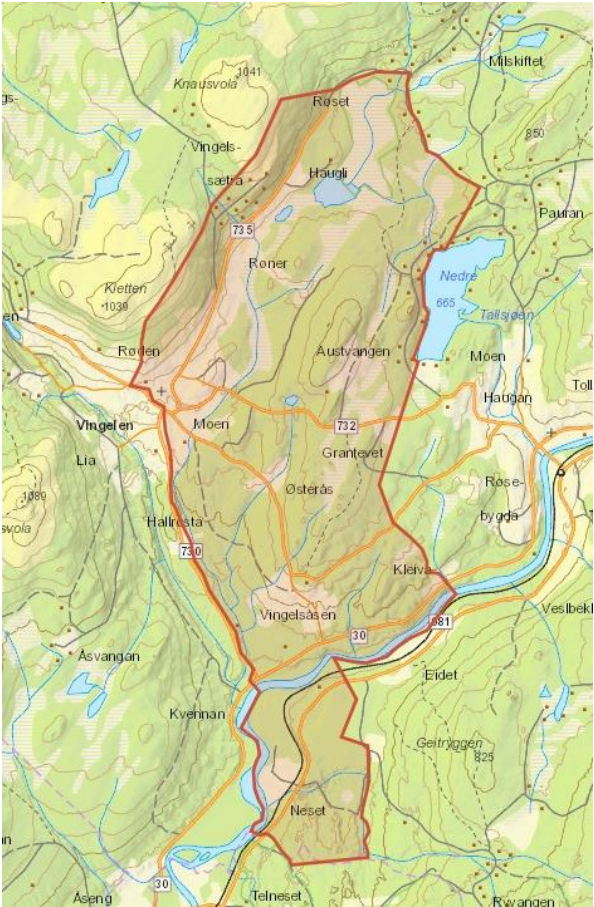 Milskiftet
1041
Knausvola
Røset
850
Vingels-
sætra
Haugli
Pauran
735
Røner
Nedre
Kletten
665
1039
Tallsjøen
Røden
Austvangen
Moen
Toll
Haugan
Vingelen
Moen
732
Lia
Grantevet
Østerås
Røse-
bygda
1089
svola
Hallrosta
730
Kleiva
Vingelsåsen
30
681
Veslbekl
Åsvangan
Eidet
Kvennan
Geitryggen
825
Neset
30
Åseng
Telneset
Ryvangen